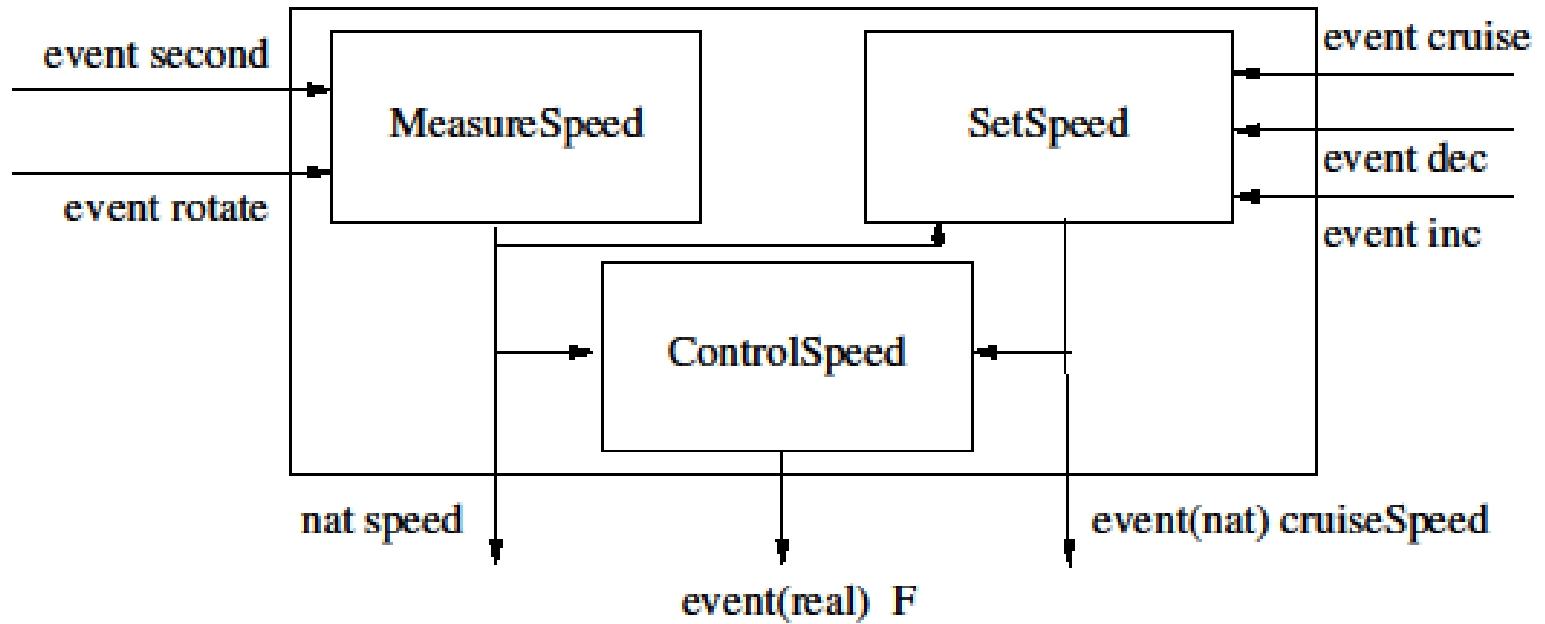 event second
event rotate
MeasureSpeed
SetSpeed
event cruise
event dec
event inc
ControlSpeed
nat speed
event(real) F
event(nat) cruiseSpeed